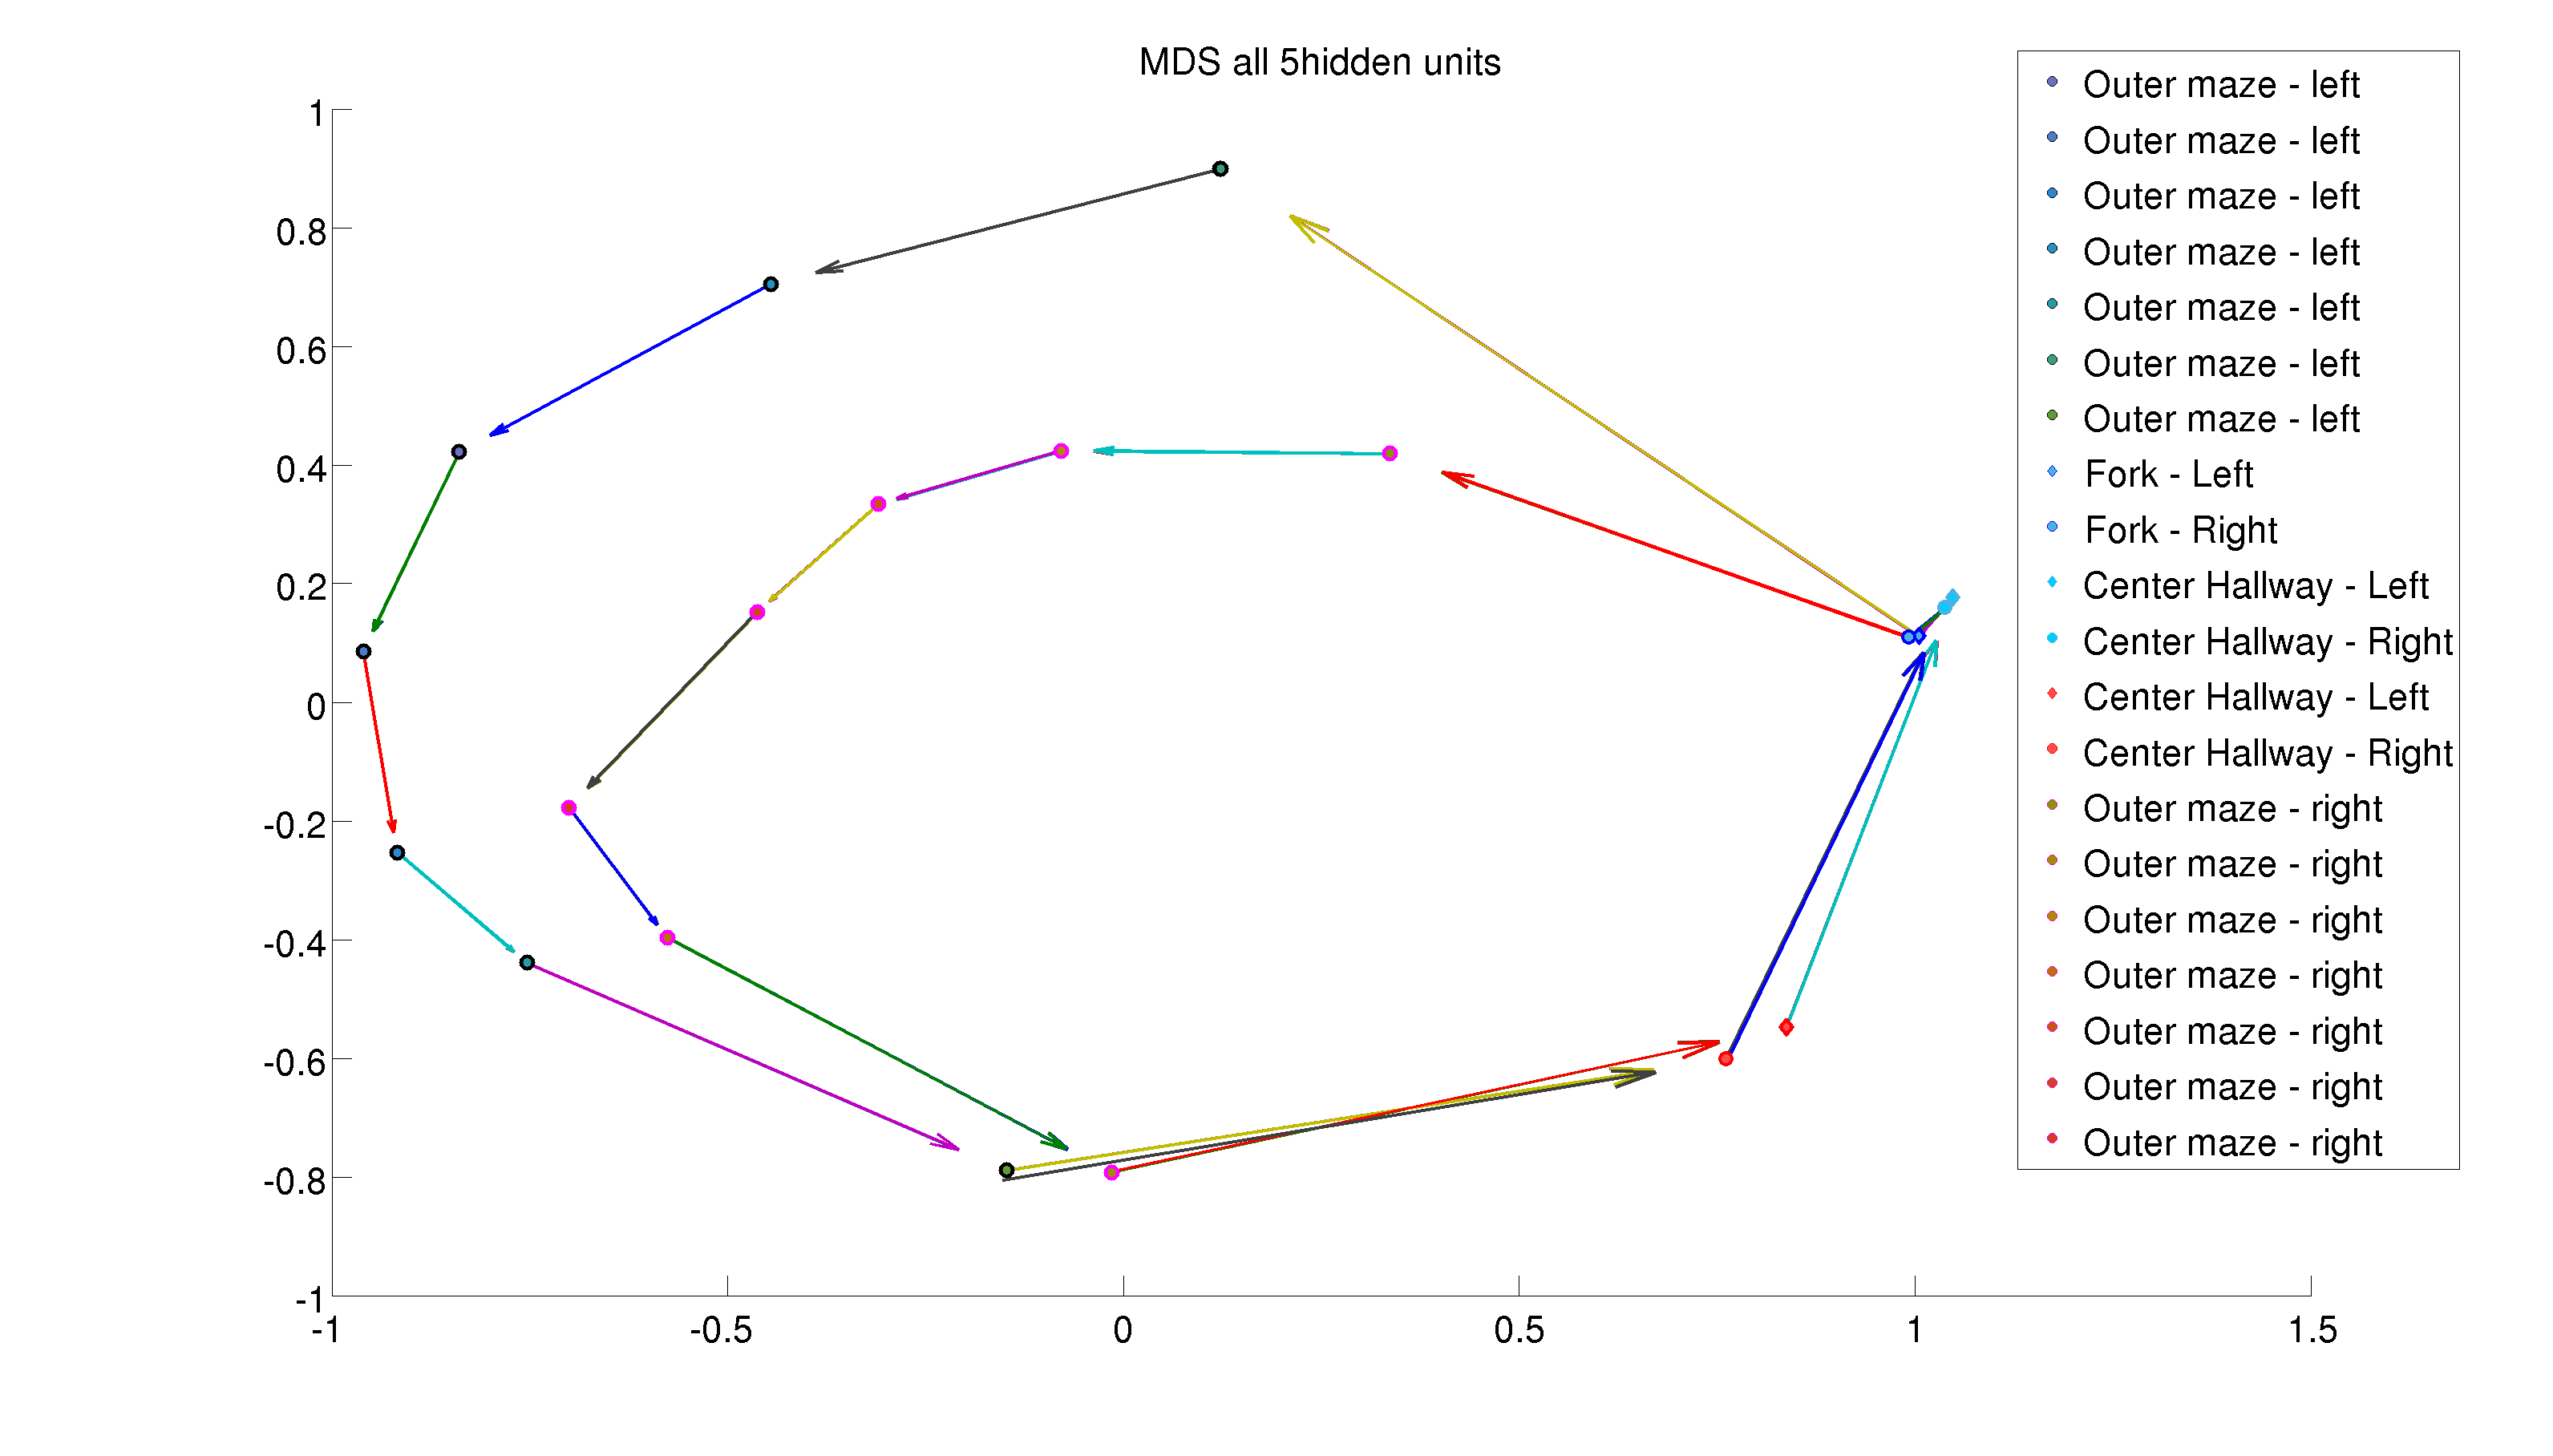 MDS all 5hidden units
1
0.8
0.6
0.4
0.2
0
-0.2
-0.4
-0.6
-0.8
-1
-1
-0.5
0
0.5
1
1.5
Outer maze - left
Outer maze - left
Outer maze - left
Outer maze - left
Outer maze - left
Outer maze - left
Outer maze - left
Fork - Left
Fork - Right
Center Hallway - Left
Center Hallway - Right
Center Hallway - Left
Center Hallway - Right
Outer maze - right
Outer maze - right
Outer maze - right
Outer maze - right
Outer maze - right
Outer maze - right
Outer maze - right